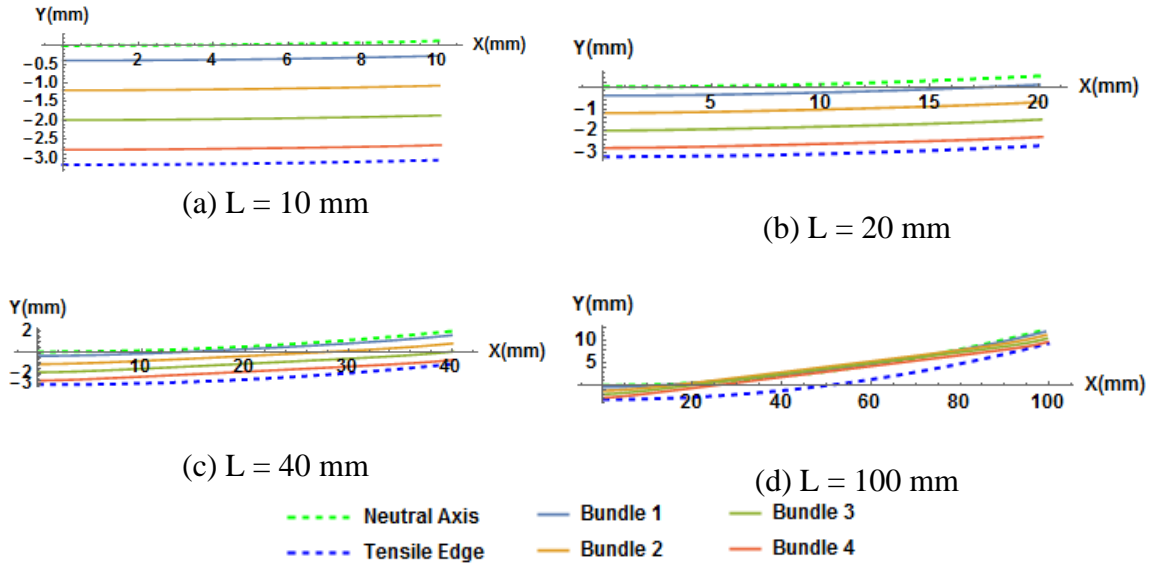 Y(mm)
X(mm)
2 4 6 8 10
−0.5
−1.0
−1.5
−2.0
−2.5
−3.0
(a) L = 10 mm
Y(mm)
X(mm)
5 10 15 20
−1
−2
−3
(b) L = 20 mm
Y(mm)
2
X(mm)
10 20 30 40
−2
−3
(c) L = 40 mm
Y(mm)
10
5
X(mm)
20 40 60 80 100
(d) L = 100 mm
Neutral Axis Bundle 1 Bundle 3
Tensile Edge Bundle 2 Bundle 4